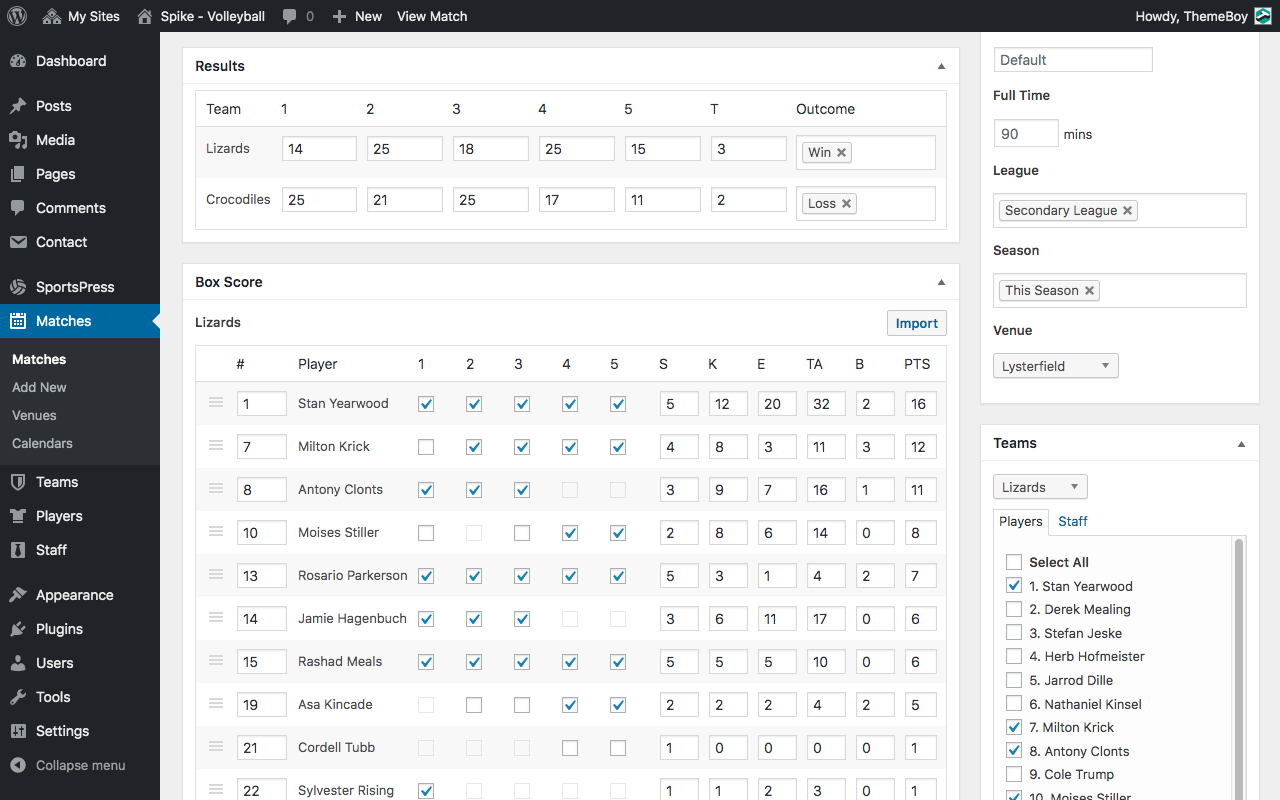 My Sites Spike - Volleyball 0 New View Match Howdy, ThemeBoy
Dashboard
Posts
Media
Pages
Comments
Contact
SportsPress
Matches
Matches
Add New
Venues
Calendars
Teams
Players
Staff
Appearance
Plugins
Users
Tools
Settings
Collapse menu
Results
Team 1 2 3 4 5 T Outcome
Lizards 14 25 18 25 15 3 Win
Crocodiles 25 21 25 17 11 2 Loss
Box Score
Lizards Import
# Player 1 2 3 4 5 S K E TA B PTS
1 Stan Yearwood 5 12 20 32 2 16
7 Milton Krick 4 8 3 11 3 12
8 Antony Clonts 3 9 7 16 1 11
10 Moises Stiller 2 8 6 14 0 8
13 Rosario Parkerson 5 3 1 4 2 7
14 Jamie Hagenbuch 3 6 11 17 0 6
15 Rashad Meals 5 5 5 10 0 6
19 Asa Kincade 2 2 2 4 2 5
21 Cordell Tubb 1 0 0 0 0 1
22 Sylvester Rising 1 1 2 3 0 1
Default
Full Time
90 mins
League
Secondary League
Season
This Season
Venue
Lysterfield
Teams
Lizards
Players Staff
Select All
1. Stan Yearwood
2. Derek Mealing
3. Stefan Jeske
4. Herb Hofmeister
5. Jarrod Dille
6. Nathaniel Kinsel
7. Milton Krick
8. Antony Clonts
9. Cole Trump
10. Moises Stiller